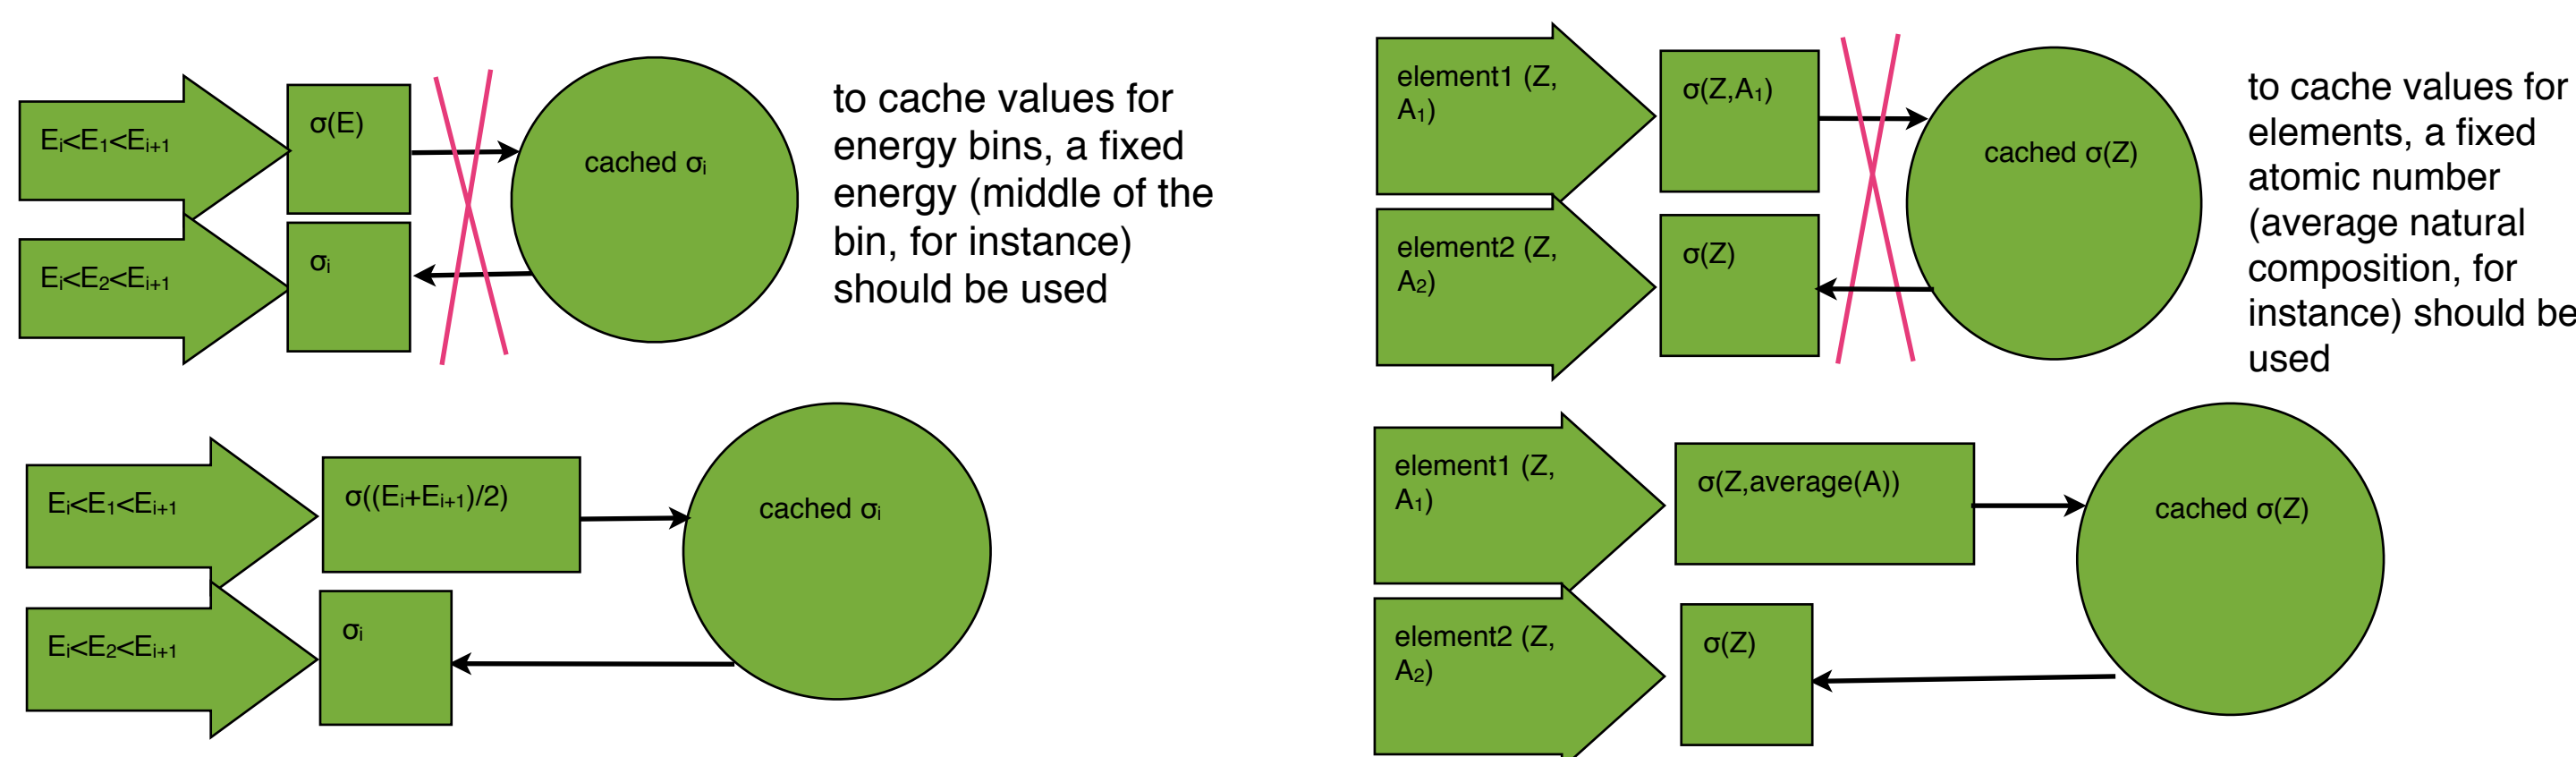 Eᵢ<E₁<Eᵢ₊₁
σ(E)
cached σᵢ
Eᵢ<E₂<Eᵢ₊₁
σᵢ
to cache values for
energy bins, a fixed
energy (middle of the
bin, for instance)
should be used
Eᵢ<E₁<Eᵢ₊₁
σ((Eᵢ+Eᵢ₊₁)/2)
cached σᵢ
Eᵢ<E₂<Eᵢ₊₁
σᵢ
element1 (Z,
A₁)
σ(Z,A₁)
cached σ(Z)
element2 (Z,
A₂)
σ(Z)
to cache values for
elements, a fixed
atomic number
(average natural
composition, for
instance) should be
used
element1 (Z,
A₁)
σ(Z,average(A))
cached σ(Z)
element2 (Z,
A₂)
σ(Z)